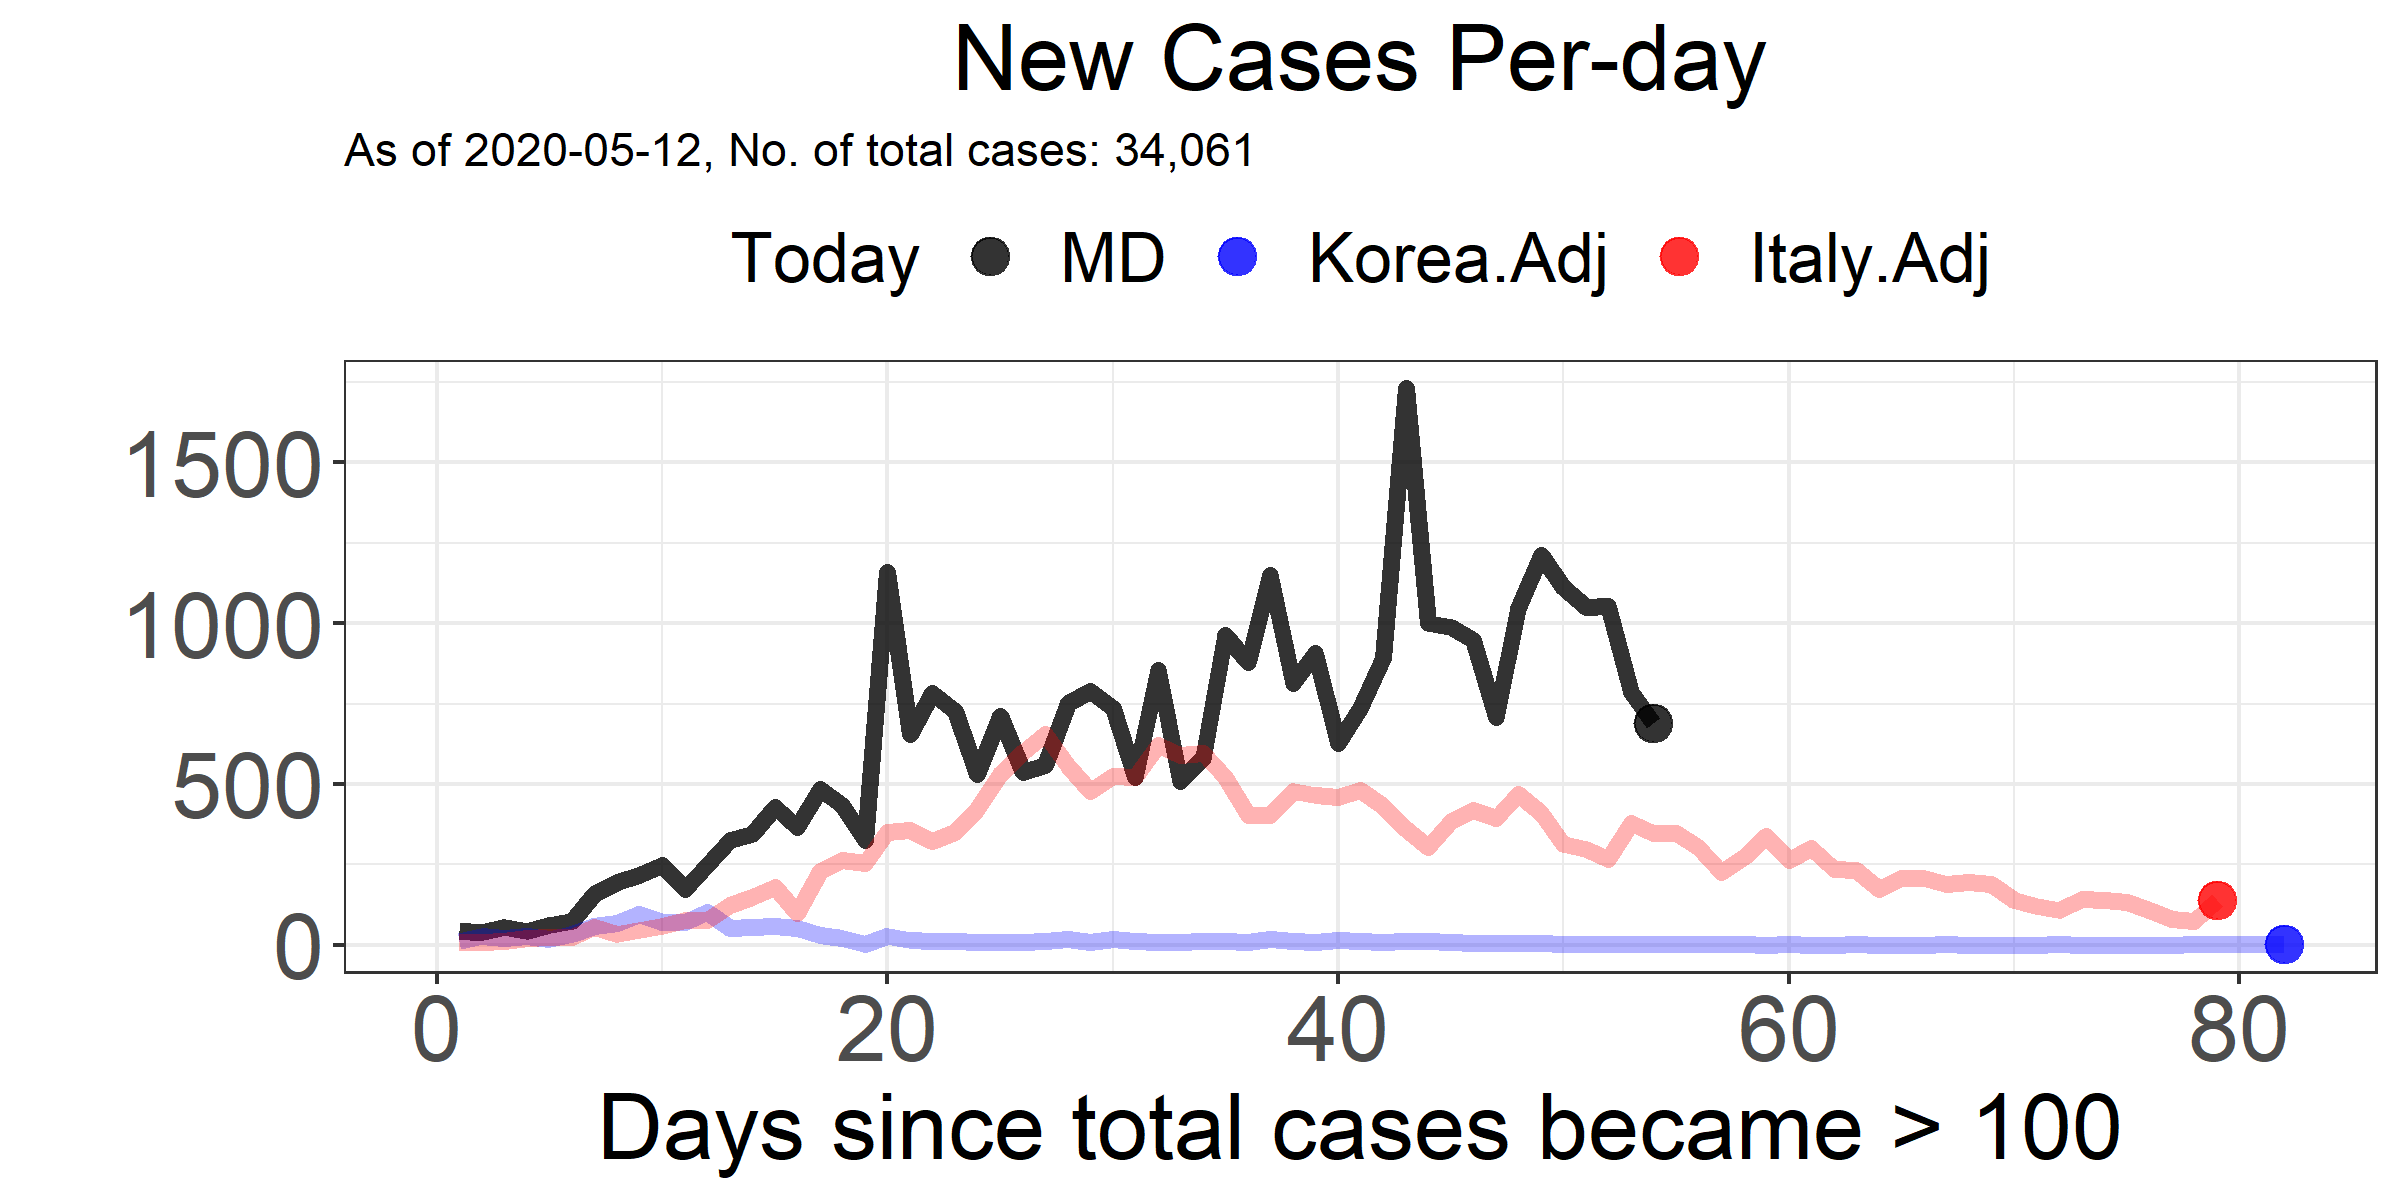 New Cases Per-day
As of 2020-05-12, No. of total cases: 34,061
Today MD Korea.Adj Italy.Adj
1500
1000
500
0
0 20 40 60 80
Days since total cases became > 100